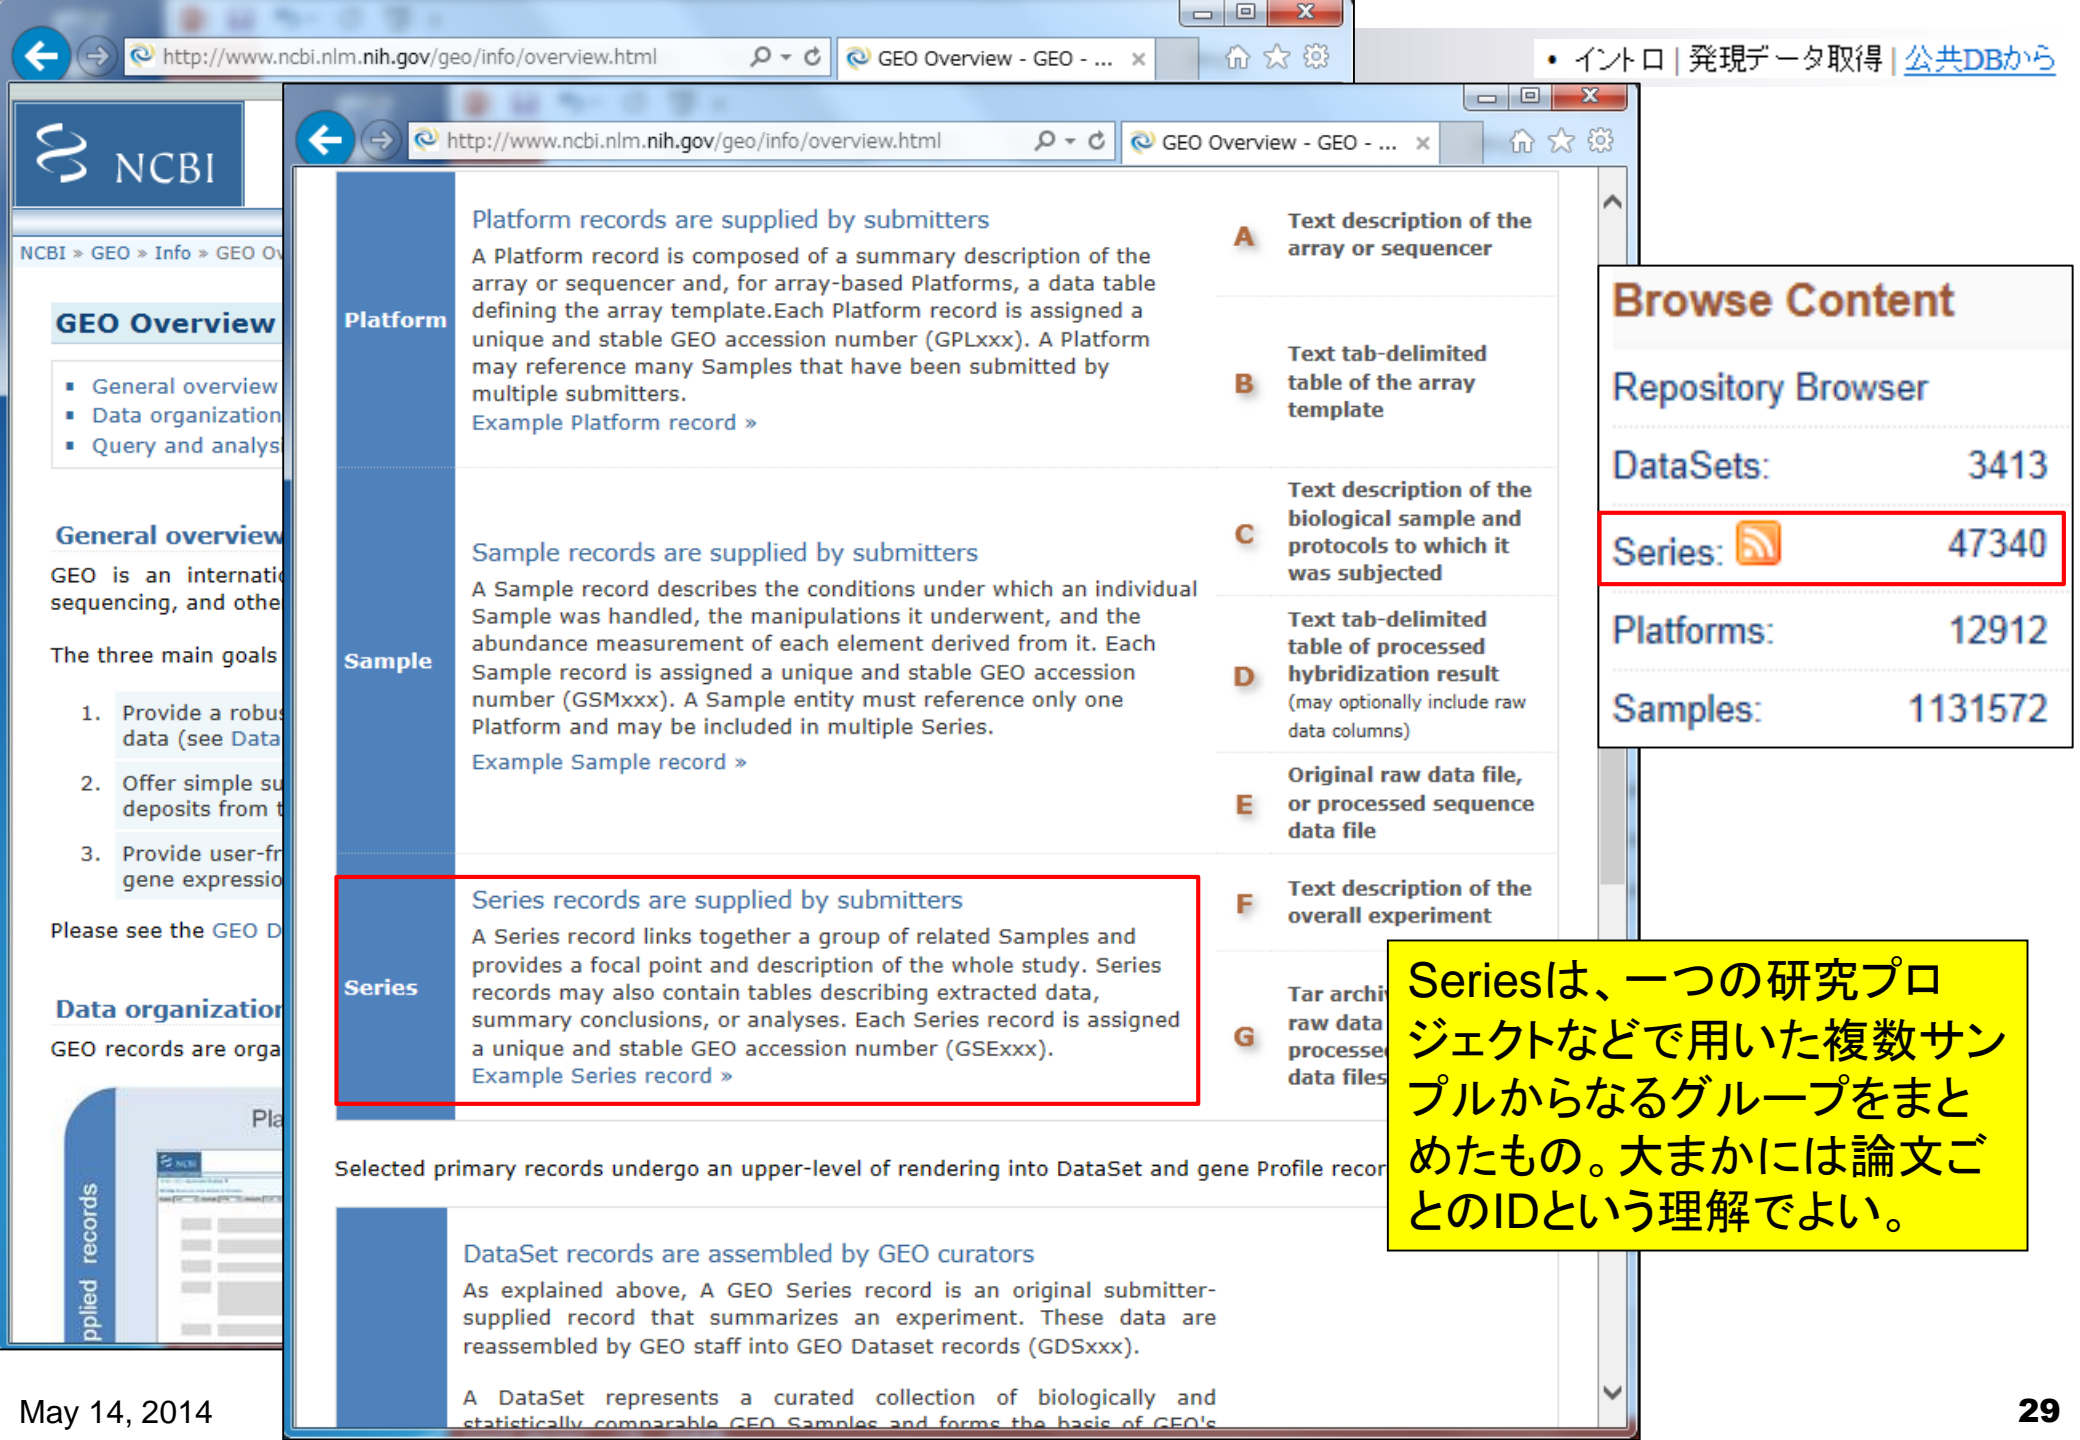 http://www.ncbi.nlm.nih.gov/geo/info/overview.html
GEO Overview - GEO - ...
• イントロ | 発現データ取得 | 公共DBから
NCBI
NCBI » GEO » Info » GEO Ov
GEO Overview
General overview
Data organization
Query and analysi
General overview
GEO is an internatio
sequencing, and othe
The three main goals
1. Provide a robus
data (see Data
2. Offer simple su
deposits from t
3. Provide user-fr
gene expressio
Please see the GEO D
Data organization
GEO records are orga
Pla
pplied records
http://www.ncbi.nlm.nih.gov/geo/info/overview.html
GEO Overview - GEO - ...
Platform
Platform records are supplied by submitters
A Platform record is composed of a summary description of the
array or sequencer and, for array-based Platforms, a data table
defining the array template.Each Platform record is assigned a
unique and stable GEO accession number (GPLxxx). A Platform
may reference many Samples that have been submitted by
multiple submitters.
Example Platform record »
A
Text description of the
array or sequencer
B
Text tab-delimited
table of the array
template
Sample
Sample records are supplied by submitters
A Sample record describes the conditions under which an individual
Sample was handled, the manipulations it underwent, and the
abundance measurement of each element derived from it. Each
Sample record is assigned a unique and stable GEO accession
number (GSMxxx). A Sample entity must reference only one
Platform and may be included in multiple Series.
Example Sample record »
C
Text description of the
biological sample and
protocols to which it
was subjected
D
Text tab-delimited
table of processed
hybridization result
(may optionally include raw
data columns)
E
Original raw data file,
or processed sequence
data file
Series
Series records are supplied by submitters
A Series record links together a group of related Samples and
provides a focal point and description of the whole study. Series
records may also contain tables describing extracted data,
summary conclusions, or analyses. Each Series record is assigned
a unique and stable GEO accession number (GSExxx).
Example Series record »
F
Text description of the
overall experiment
G
Tar archi
raw data
processe
data files
Selected primary records undergo an upper-level of rendering into DataSet and gene Profile recor
DataSet records are assembled by GEO curators
As explained above, A GEO Series record is an original submitter-
supplied record that summarizes an experiment. These data are
reassembled by GEO staff into GEO Dataset records (GDSxxx).
A DataSet represents a curated collection of biologically and
statistically comparable GEO Samples and forms the basis of GEO's
Browse Content
Repository Browser
DataSets: 3413
Series: 47340
Platforms: 12912
Samples: 1131572
Seriesは、一つの研究プロ
ジェクトなどで用いた複数サン
プルからなるグループをまと
めたもの。大まかには論文ご
とのIDという理解でよい。
May 14, 2014
29